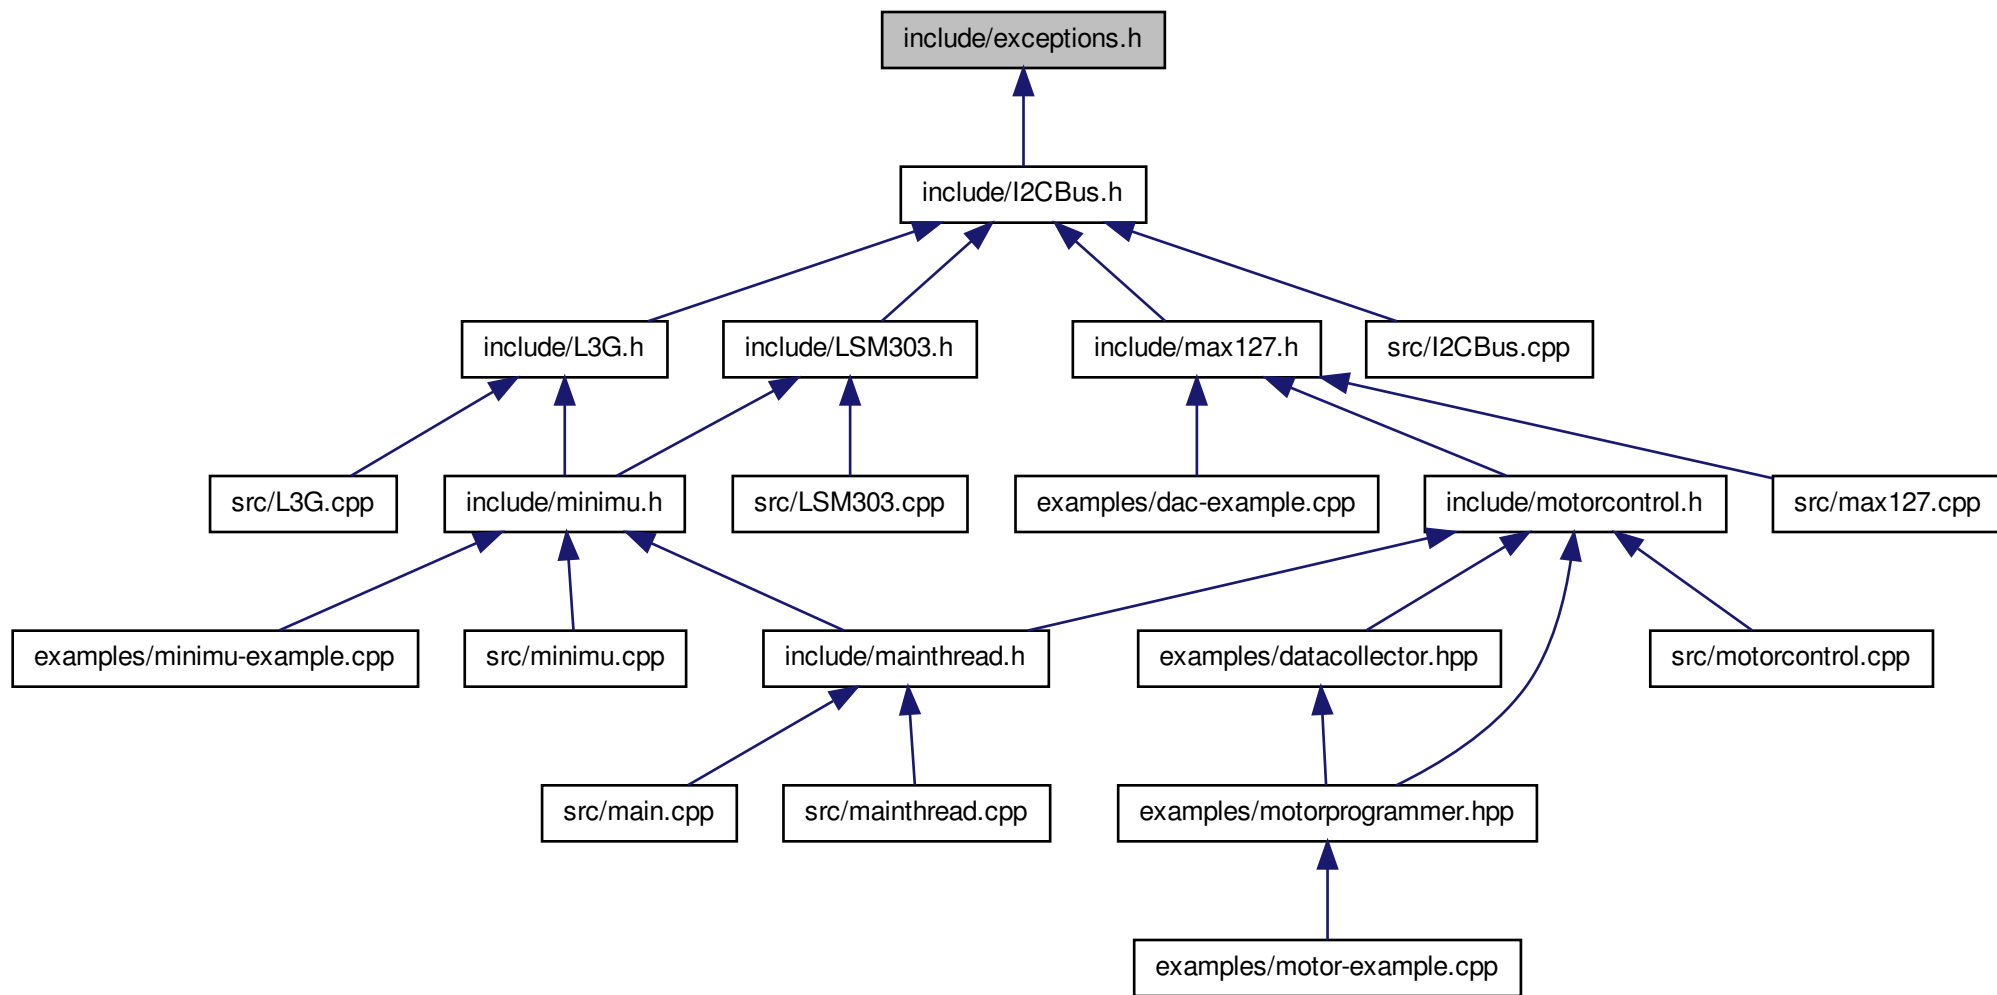 include/exceptions.h
include/I2CBus.h
include/L3G.h
include/LSM303.h
include/max127.h
src/I2CBus.cpp
src/L3G.cpp
include/minimu.h
src/LSM303.cpp
examples/dac-example.cpp
include/motorcontrol.h
src/max127.cpp
examples/minimu-example.cpp
src/minimu.cpp
include/mainthread.h
examples/datacollector.hpp
src/motorcontrol.cpp
src/main.cpp
src/mainthread.cpp
examples/motorprogrammer.hpp
examples/motor-example.cpp